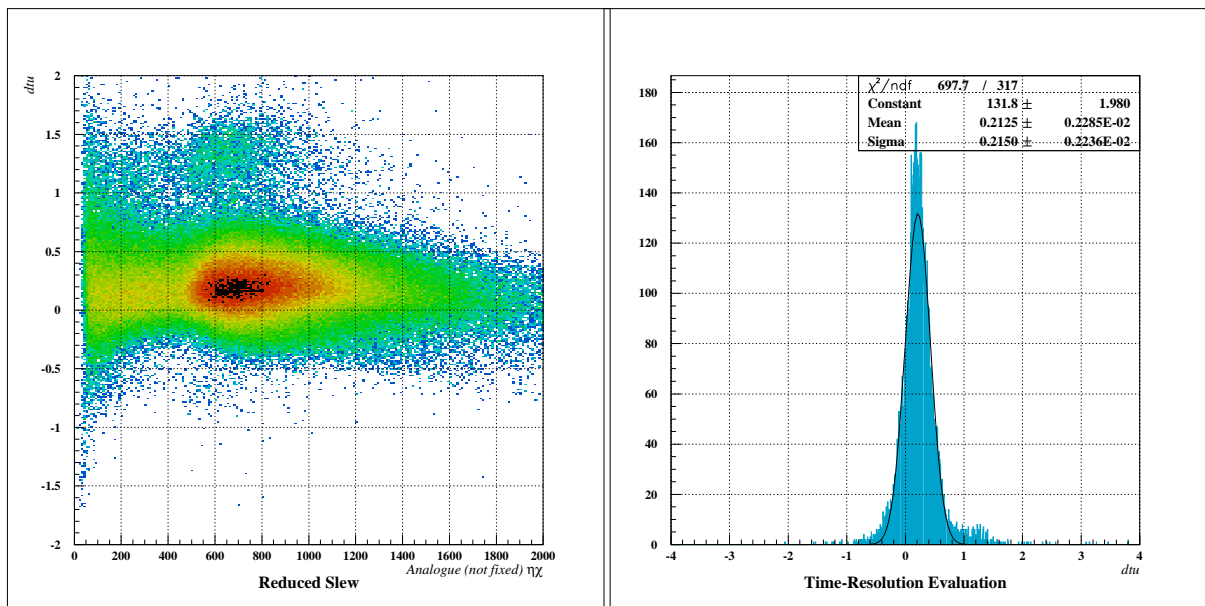 dtu
2
1.5
1
0.5
0
-0.5
-1
-1.5
-2
0 200 400 600 800 1000 1200 1400 1600 1800 2000
Analogue (not fixed) ηχ
Reduced Slew
χ²/ndf 697.7 / 317
Constant 131.8 ± 1.980
Mean 0.2125 ± 0.2285E-02
Sigma 0.2150 ± 0.2236E-02
180
160
140
120
100
80
60
40
20
0
-4 -3 -2 -1 0 1 2 3 4
dtu
Time-Resolution Evaluation